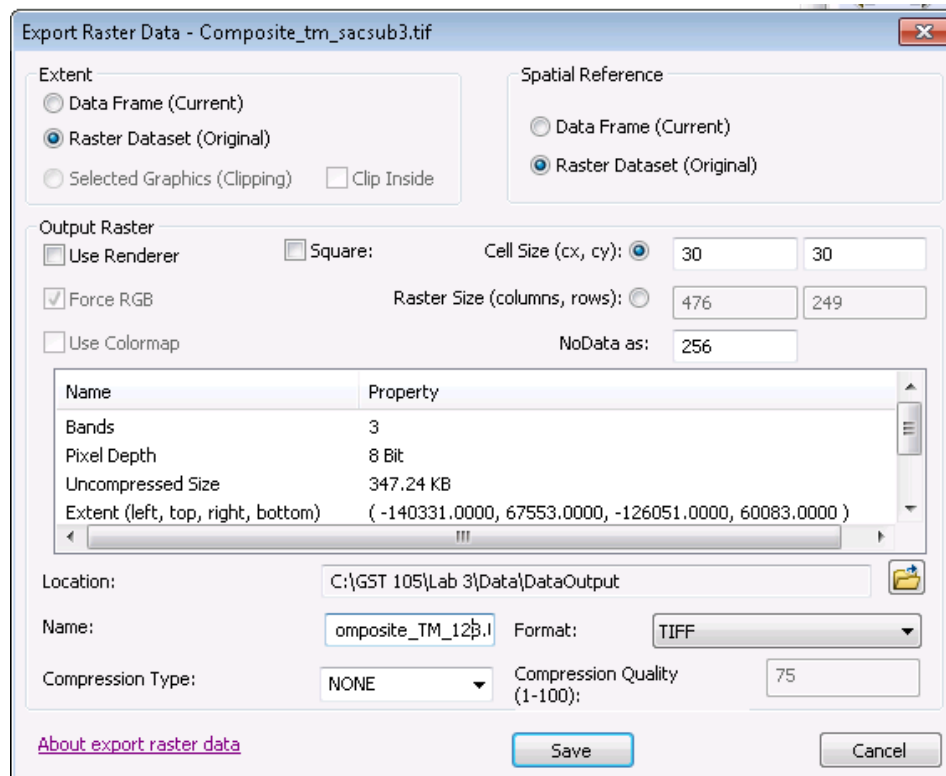 Export Raster Data - Composite_tm_sacsub3.tif
Extent
Data Frame (Current)
Raster Dataset (Original)
Selected Graphics (Clipping) Clip Inside
Spatial Reference
Data Frame (Current)
Raster Dataset (Original)
Output Raster
Use Renderer Square: Cell Size (cx, cy): 30 30
Force RGB Raster Size (columns, rows): 476 249
Use Colormap NoData as: 256
Name Property
Bands 3
Pixel Depth 8 Bit
Uncompressed Size 347.24 KB
Extent (left, top, right, bottom) ( -140331.0000, 67553.0000, -126051.0000, 60083.0000 )
Location: C:\GST 105\Lab 3\Data\DataOutput
Name: omposite_TM_123. Format: TIFF
Compression Type: NONE Compression Quality
(1-100): 75
About export raster data Save Cancel